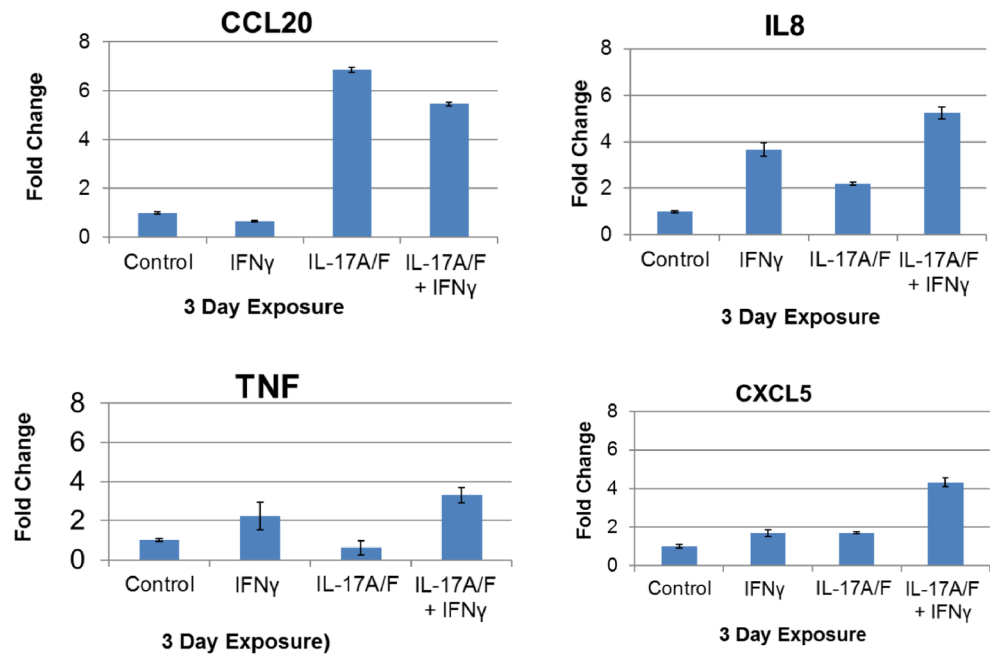 CCL20
Fold Change
8
6
4
2
0
Control IFNγ IL-17A/F IL-17A/F
+ IFNγ
3 Day Exposure
IL8
Fold Change
8
6
4
2
0
Control IFNγ IL-17A/F IL-17A/F
+ IFNγ
3 Day Exposure
TNF
Fold Change
8
6
4
2
0
Control IFNγ IL-17A/F IL-17A/F
+ IFNγ
3 Day Exposure)
CXCL5
Fold Change
8
6
4
2
0
Control IFNγ IL-17A/F IL-17A/F
+ IFNγ
3 Day Exposure